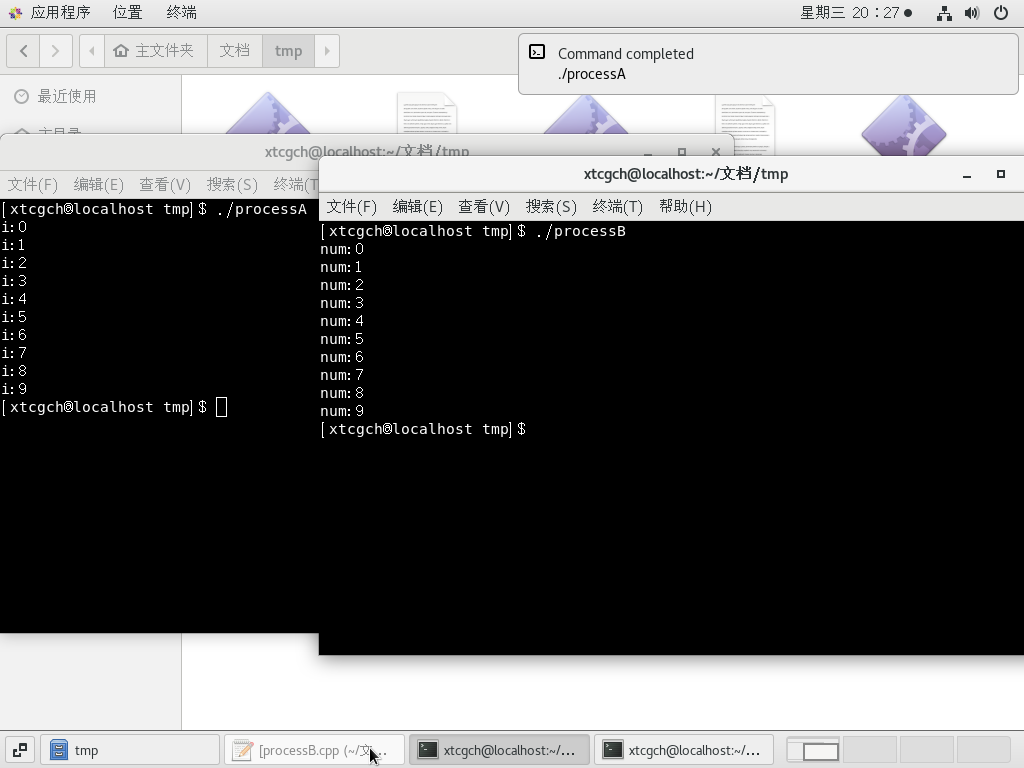 应用程序 位置 终端 星期三 20：27
主文件夹 文档 tmp
Command completed
./processA
最近使用
主目录
xtcgch@localhost:~/文档/tmp
文件(F) 编辑(E) 查看(V) 搜索(S) 终端(T
[xtcgch@localhost tmp]$ ./processA
i:0
i:1
i:2
i:3
i:4
i:5
i:6
i:7
i:8
i:9
[xtcgch@localhost tmp]$
xtcgch@localhost:~/文档/tmp
文件(F) 编辑(E) 查看(V) 搜索(S) 终端(T) 帮助(H)
[xtcgch@localhost tmp]$ ./processB
num:0
num:1
num:2
num:3
num:4
num:5
num:6
num:7
num:8
num:9
[xtcgch@localhost tmp]$
tmp [processB.cpp (~/文… xtcgch@localhost:~/… xtcgch@localhost:~/…